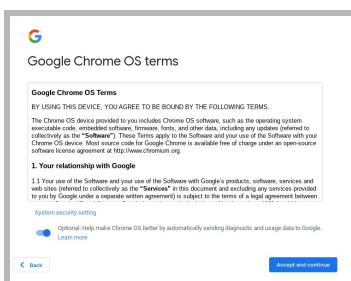 G
Google Chrome OS terms
Google Chrome OS Terms
BY USING THIS DEVICE, YOU AGREE TO BE BOUND BY THE FOLLOWING TERMS.
The Chrome OS device provided to you includes Chrome OS software, such as the operating system
executable code, embedded software, firmware, fonts, and other data, including any updates (referred to
collectively as the "Software"). These Terms apply to the Software and your use of the Software with your
Chrome OS device. Most source code for Google Chrome is available free of charge under an open-source
software license agreement at http://www.chromium.org.
1. Your relationship with Google
1.1 Your use of the Software and your use of the Software with Google's products, software, services and
web sites (referred to collectively as the "Services" in this document and excluding any services provided
to you by Google under a separate written agreement) is subject to the terms of a legal agreement between
System security setting
Optional: Help make Chrome OS better by automatically sending diagnostic and usage data to Google.
Learn more
Back
Accept and continue